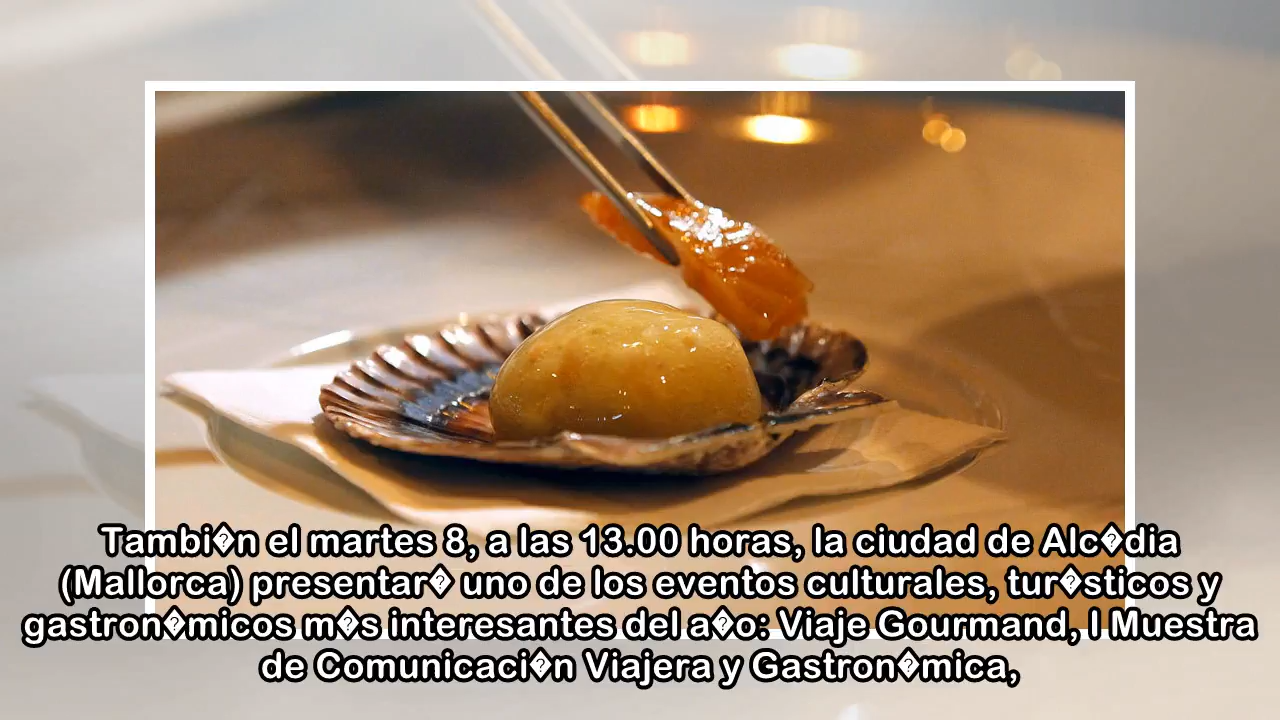 Tambi�n el martes 8, a las 13.00 horas, la ciudad de Alc�dia
(Mallorca) presentar� uno de los eventos culturales, tur�sticos y
gastron�micos m�s interesantes del a�o: Viaje Gourmand, I Muestra
de Comunicaci�n Viajera y Gastron�mica,